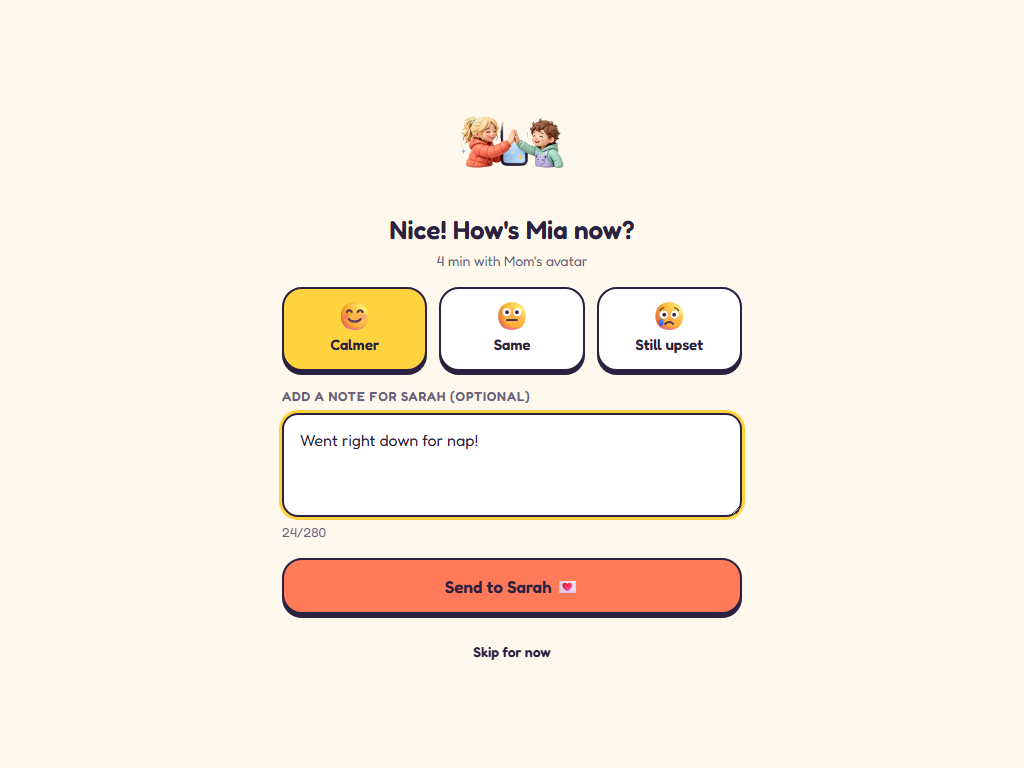 Nice! How's Mia now?
4 min with Mom's avatar
Calmer
Same
Still upset
ADD A NOTE FOR SARAH (OPTIONAL)
Went right down for nap!
24/280
Send to Sarah 💌
Skip for now